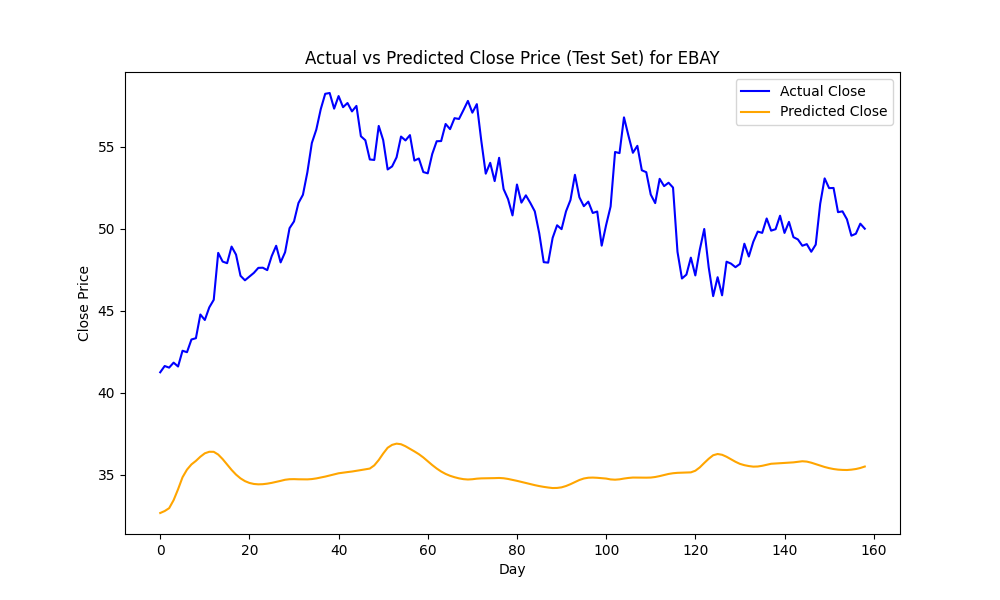 Actual vs Predicted Close Price (Test Set) for EBAY
Actual Close
Predicted Close
Close Price
55
50
45
40
35
0 20 40 60 80 100 120 140 160
Day